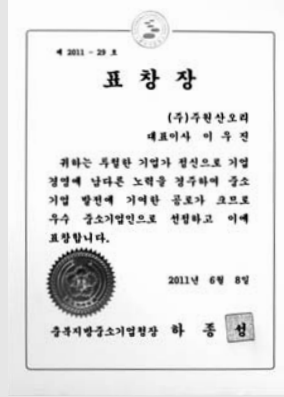 제 2011 - 29 호
표 창 장
(주)주원산오리
대표이사 이 우 진
귀하는 투철한 기업가 정신으로 기업
경영에 남다른 노력을 경주하여 중소
기업 발전에 기여한 공로가 크므로
우수 중소기업인으로 선정하고 이에
표창합니다.
2011년 6월 8일
충북지방중소기업청장 하 종 성